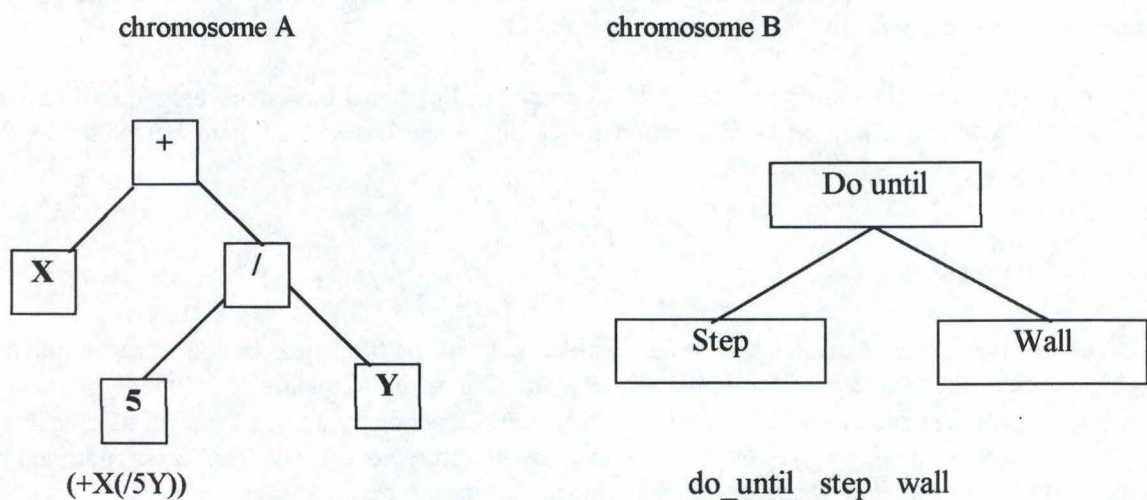 chromosome A
chromosome B
+
X
/
5
Y
(+X(/5Y))
Do until
Step
Wall
do_until step wall